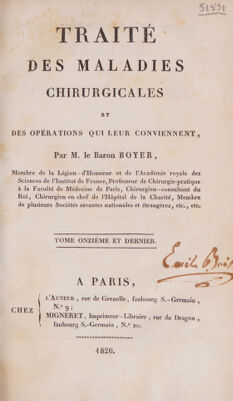 51531
TRAITÉ
DES MALADIES
CHIRURGICALES
ET
DES OPÉRATIONS QUI LEUR CONVIENNENT,
Par M. le Baron BOYER,
Membre de la Légion-d'Honneur et de l'Académie royale des
Sciences de l'Institut de France, Professeur de Chirurgie-pratique
à la Faculté de Médecine de Paris, Chirurgien-consultant du
Roi, Chirurgien en chef de l'Hôpital de la Charité, Membre
de plusieurs Sociétés savantes nationales et étrangères, etc., etc.
TOME ONZIÈME ET DERNIER.
Emile
A PARIS,
CHEZ
L'AUTEUR, rue de Grenelle, faubourg S.-Germain,
N.° 9;
MIGNERET, Imprimeur-Libraire, rue du Dragon,
faubourg S.-Germain, N.° 20.
1826.